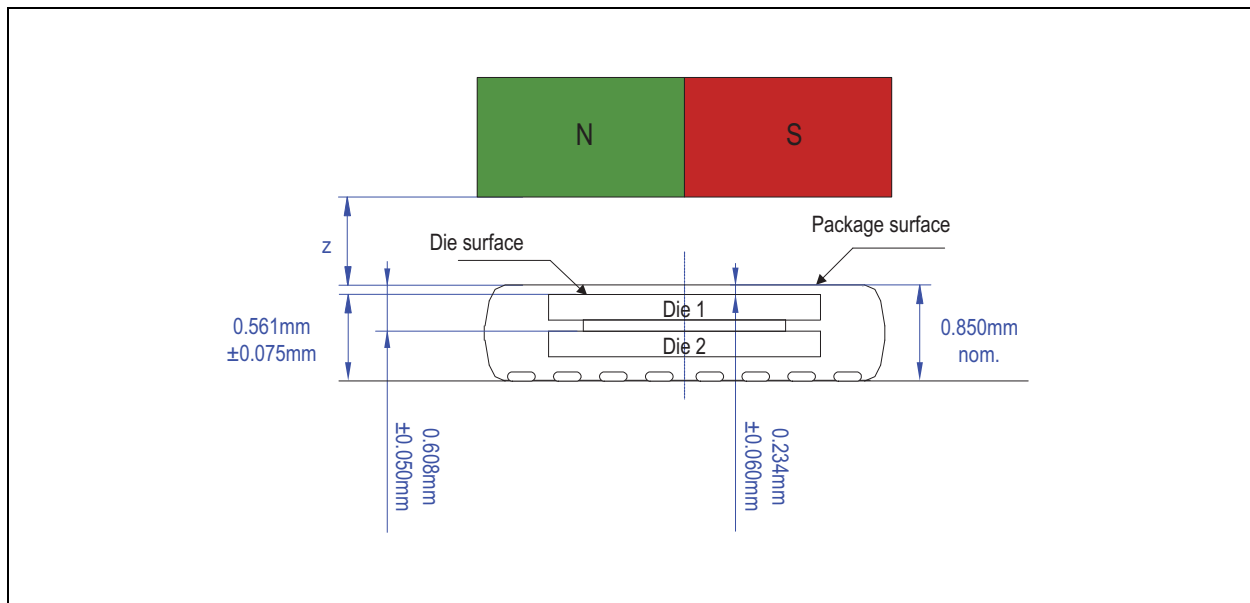 N
S
Package surface
z
Die surface
Die 1
0.561mm
±0.075mm
0.850mm
nom.
Die 2
0.608mm
±0.050mm
0.234mm
±0.060mm